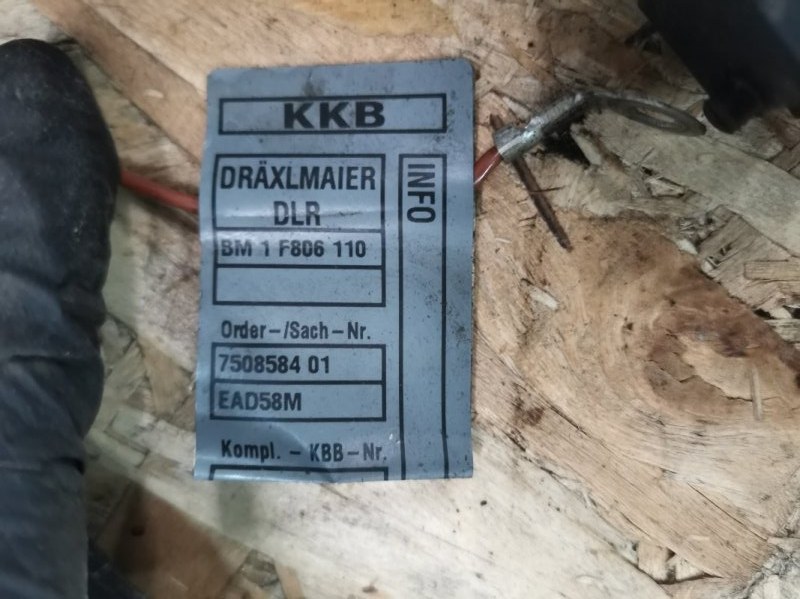 KKB
DRÄXLMAIER
DLR
INFO
BM 1 F806 110
Order-/Sach-Nr.
7508584 01
EAD58M
Kompl. - KBB-Nr.